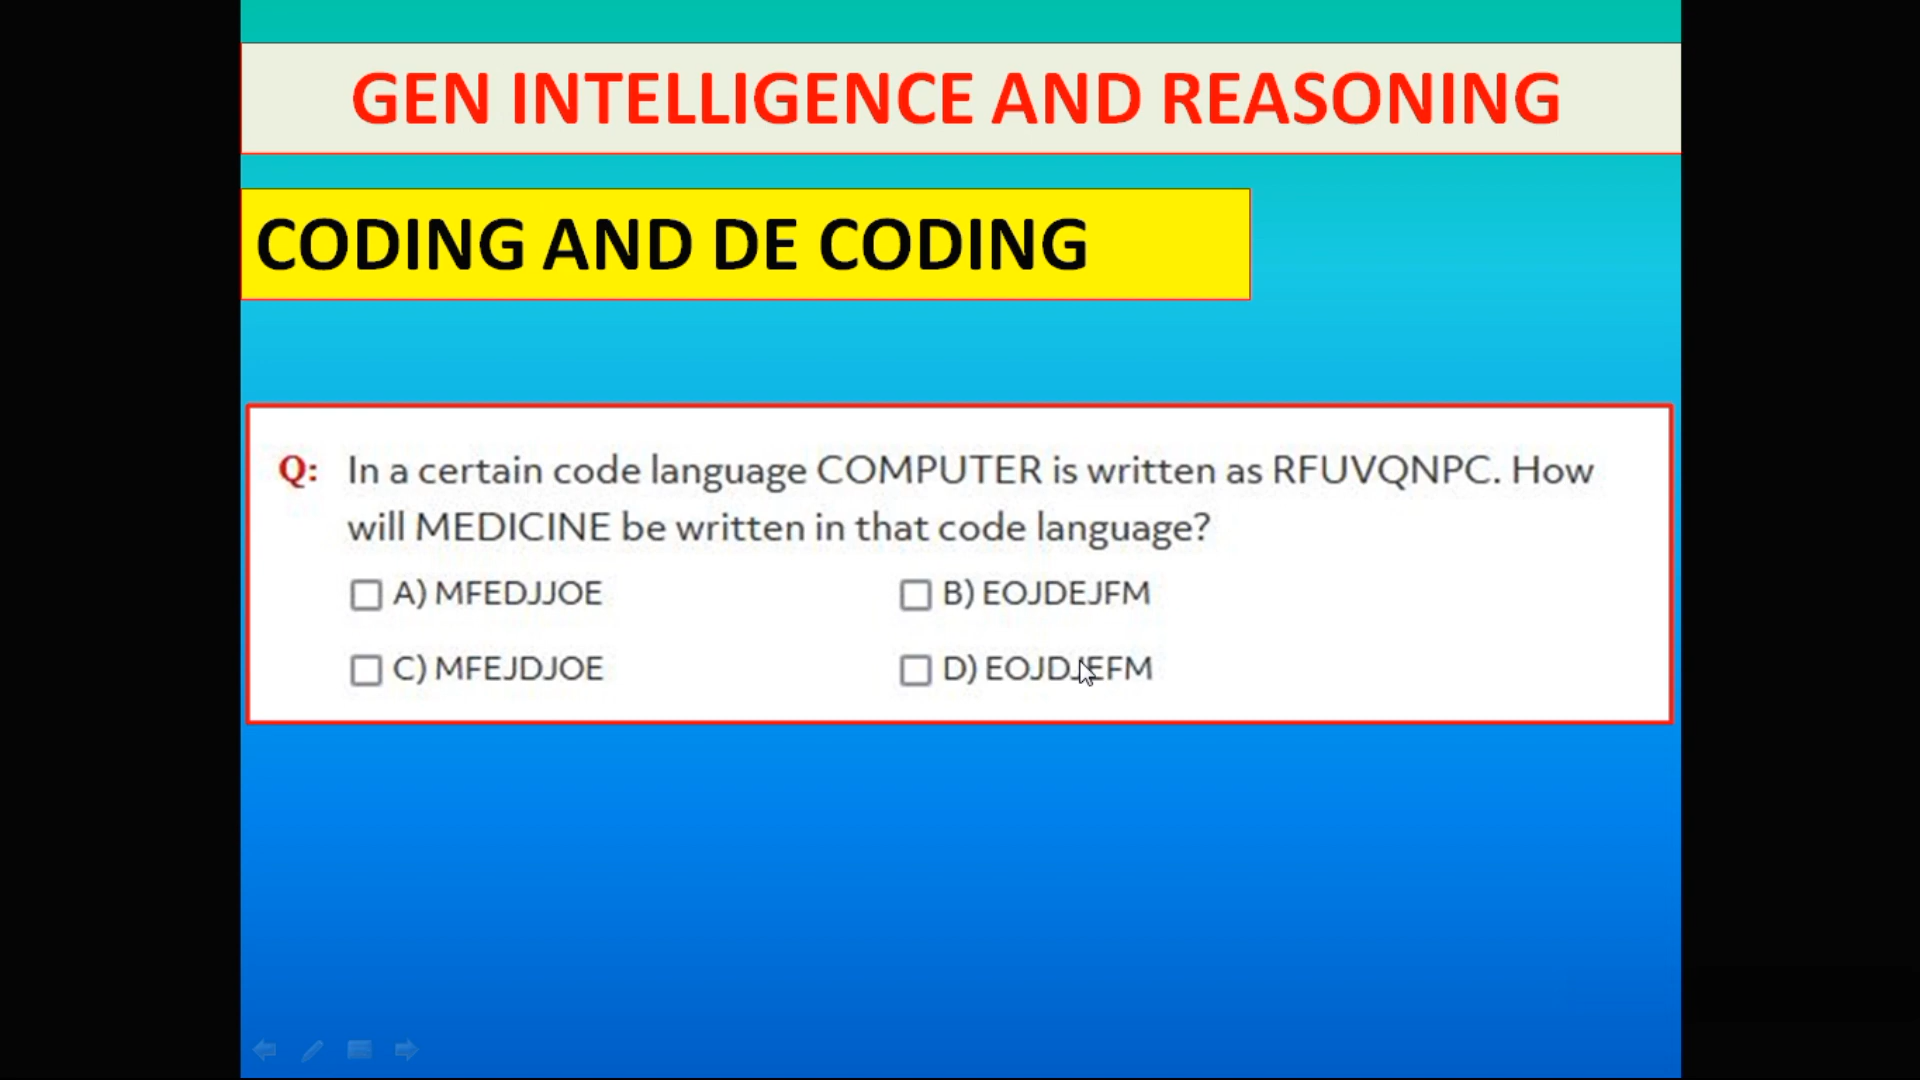 GEN INTELLIGENCE AND REASONING
CODING AND DE CODING
Q: In a certain code language COMPUTER is written as RFUVQNPC. How
will MEDICINE be written in that code language?
A) MFEDJJOE B) EOJDEJFM
C) MFEJDJOE D) EOJDJEFM